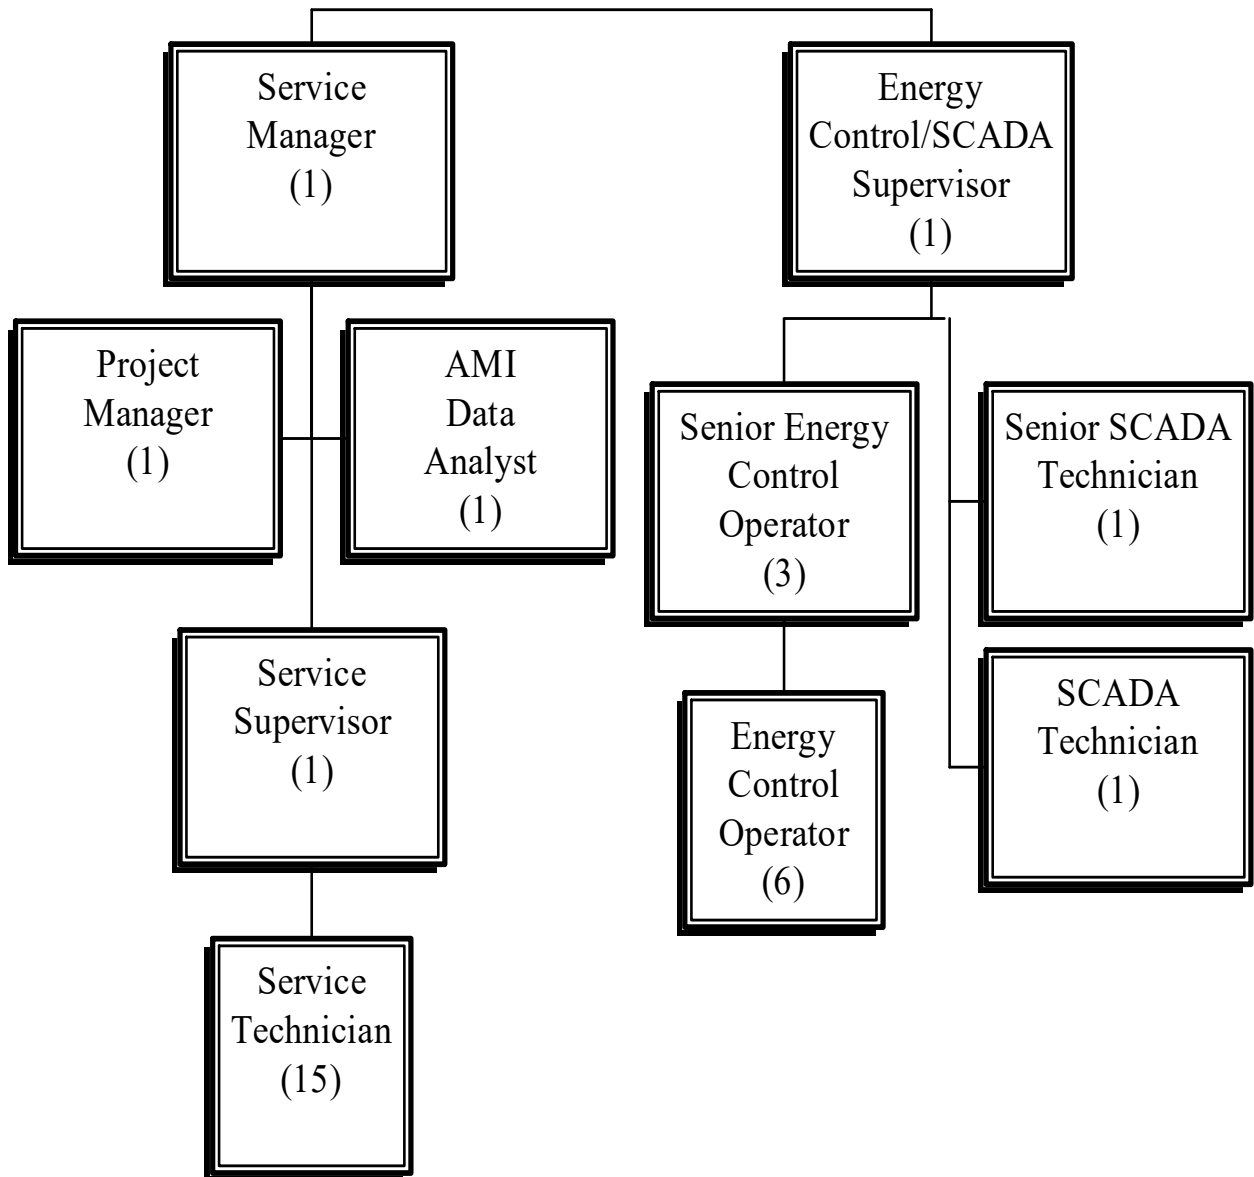 Service
Manager
(1)
Energy
Control/SCADA
Supervisor
(1)
Project
Manager
(1)
AMI
Data
Analyst
(1)
Senior Energy
Control
Operator
(3)
Senior SCADA
Technician
(1)
Service
Supervisor
(1)
Energy
Control
Operator
(6)
SCADA
Technician
(1)
Service
Technician
(15)